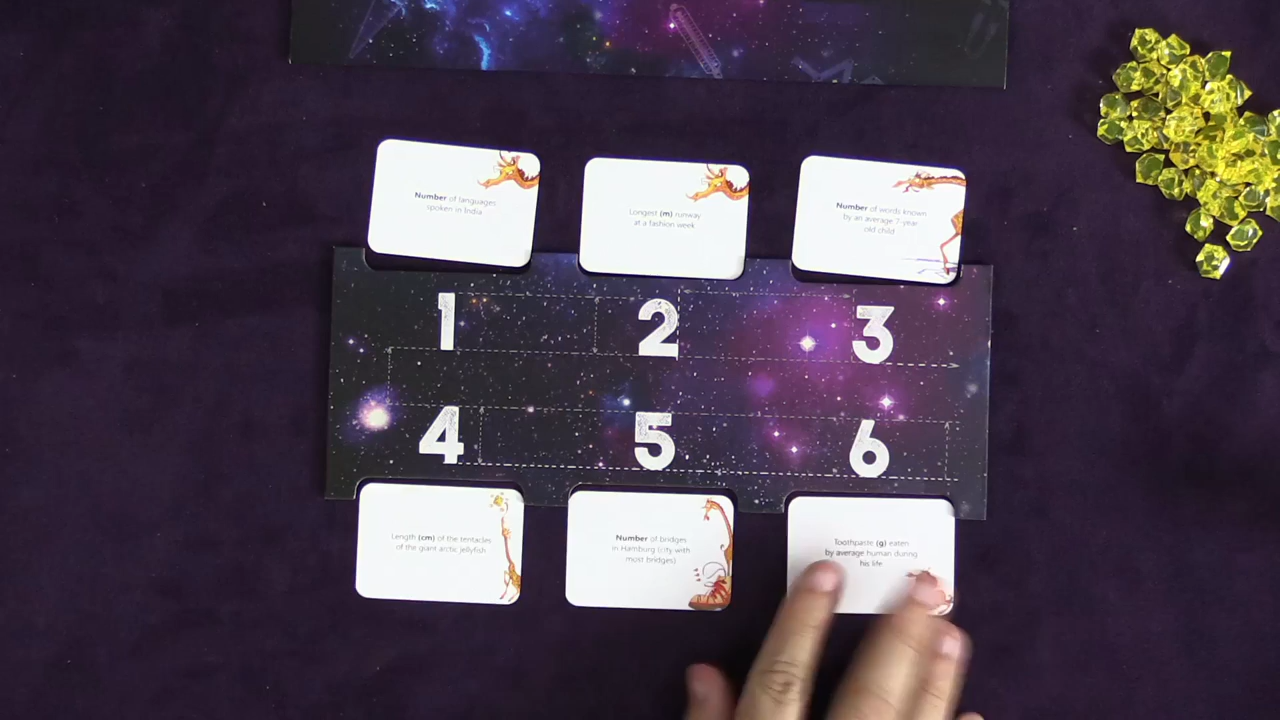 Number of languages
spoken in India
Longest (m) runway
at a fashion week
Number of words known
by an average 7-year
old child
1
2
3
4
5
6
Length (cm) of the tentacles
of the giant arctic jellyfish
Number of bridges
in Hamburg (city with
most bridges)
Toothpaste (g) eaten
by average human during
his life